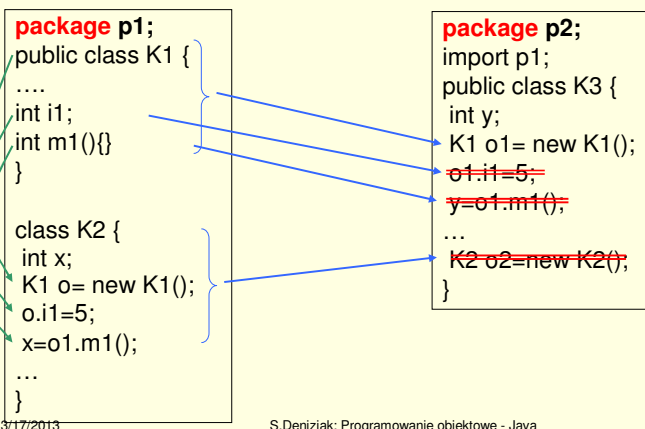 package p1;
public class K1 {
....
int i1;
int m1(){}
}
class K2 {
int x;
K1 o= new K1();
o.i1=5;
x=o1.m1();
...
}
package p2;
import p1;
public class K3 {
int y;
K1 o1= new K1();
o1.i1=5;
y=o1.m1();
...
K2 o2=new K2();
}
3/17/2013
S.Deniziak: Programowanie obiektowe - Java